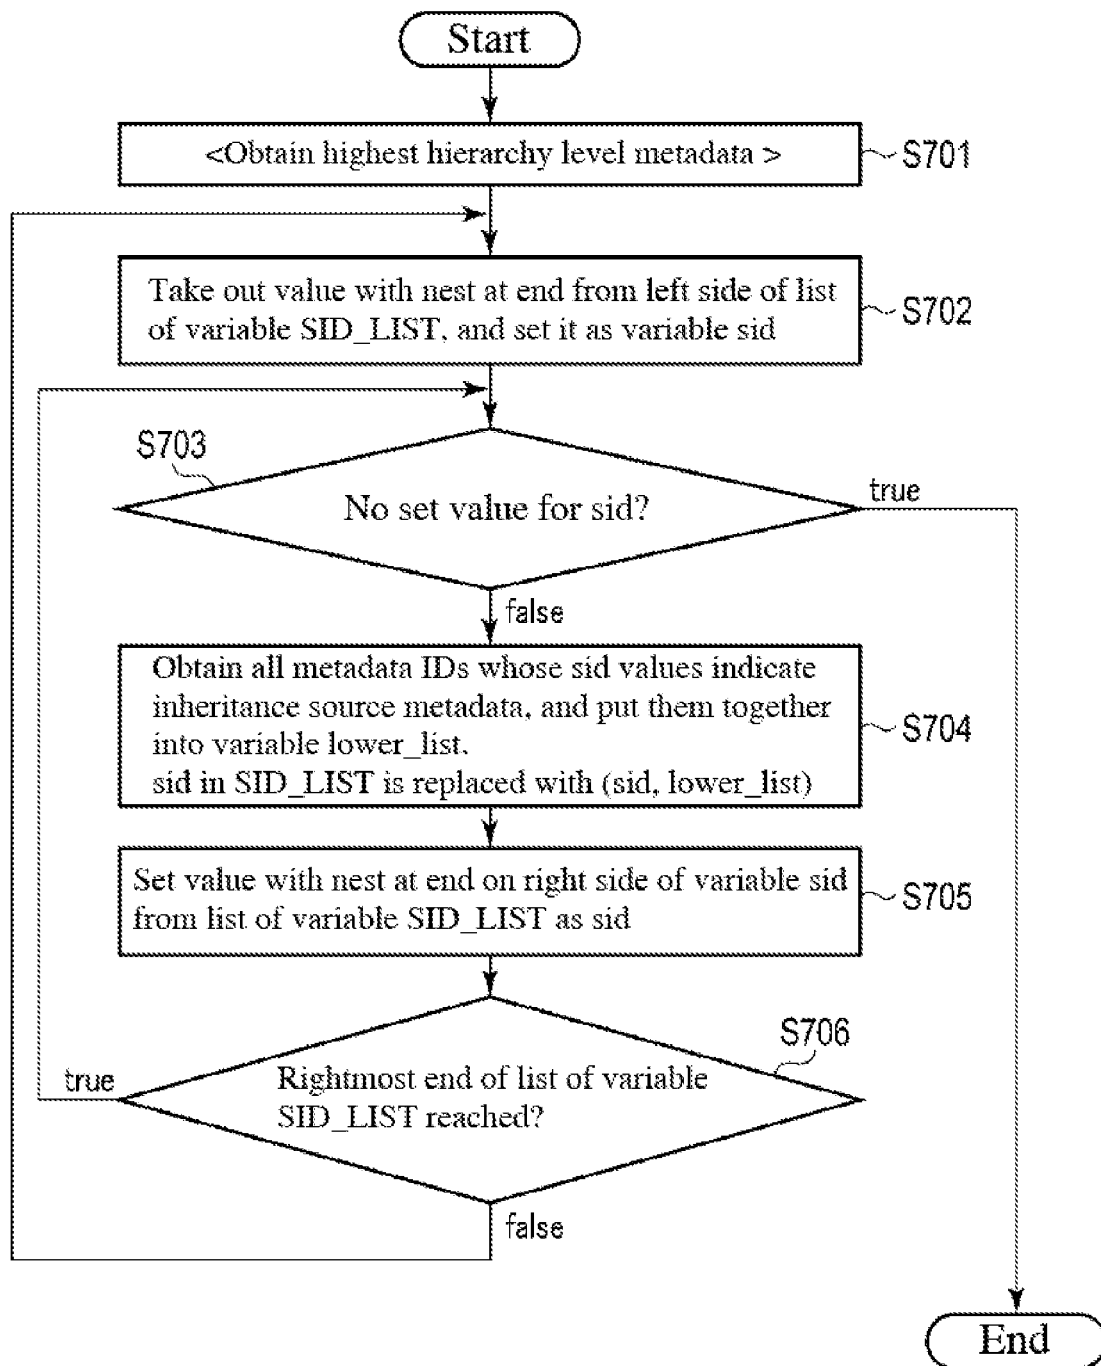 Start
<Obtain highest hierarchy level metadata >
S701
Take out value with nest at end from left side of list
of variable SID_LIST, and set it as variable sid
S702
S703
No set value for sid?
true
false
Obtain all metadata IDs whose sid values indicate
inheritance source metadata, and put them together
into variable lower_list.
sid in SID_LIST is replaced with (sid, lower_list)
S704
Set value with nest at end on right side of variable sid
from list of variable SID_LIST as sid
S705
S706
true
Rightmost end of list of variable
SID_LIST reached?
false
End